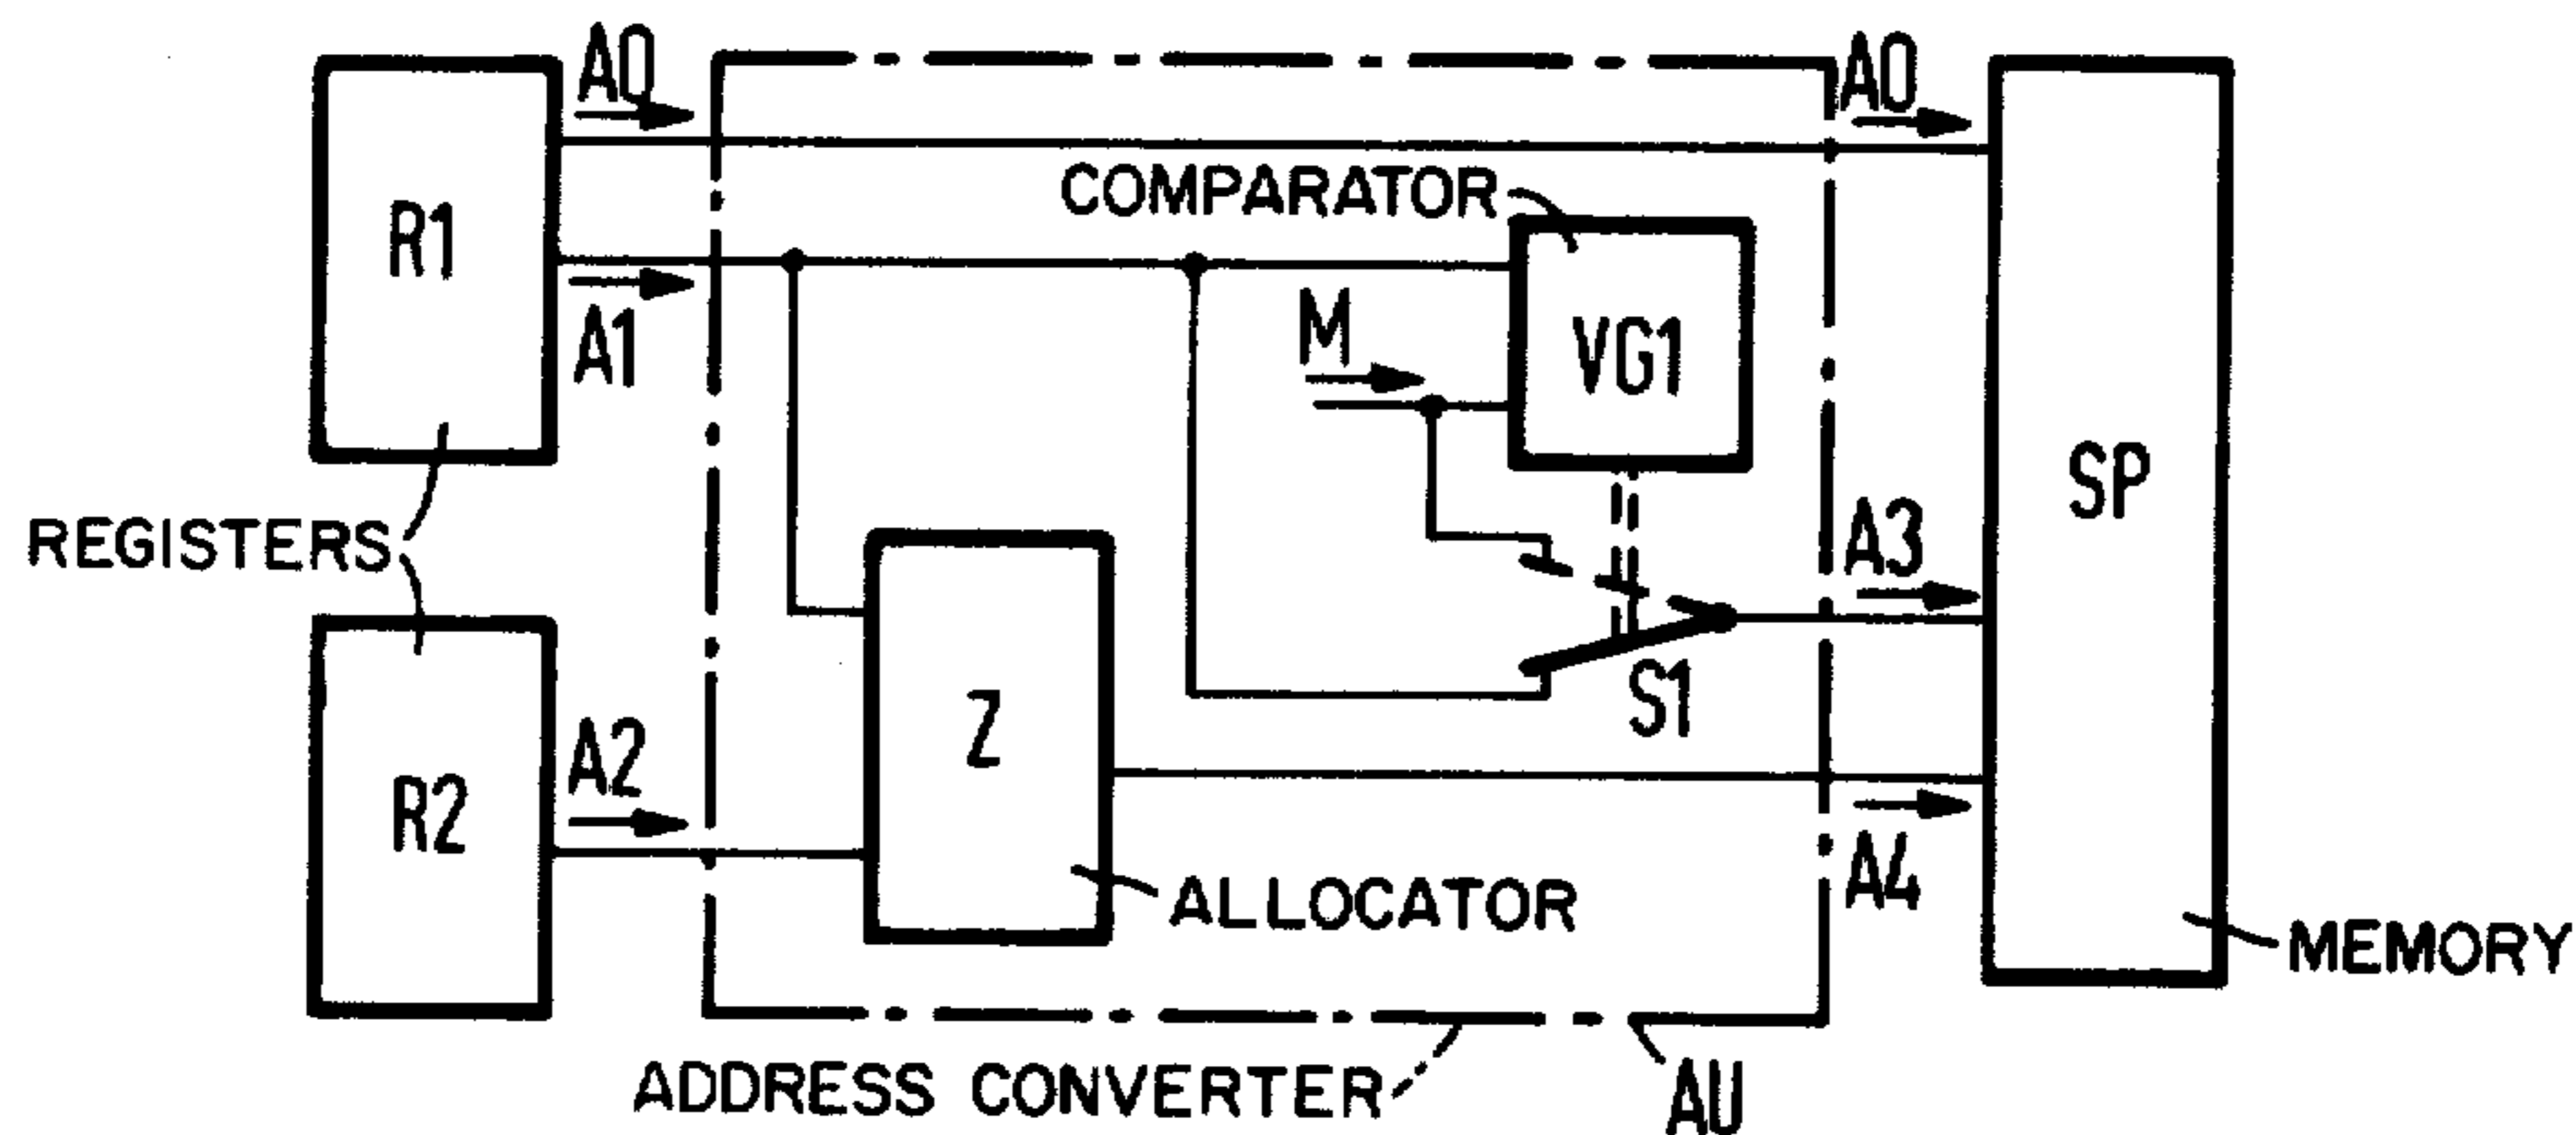 A0
A0
COMPARATOR
R1
A1
M
VG1
SP
REGISTERS
A3
S1
Z
A2
R2
A4
ALLOCATOR
MEMORY
ADDRESS CONVERTER
AU